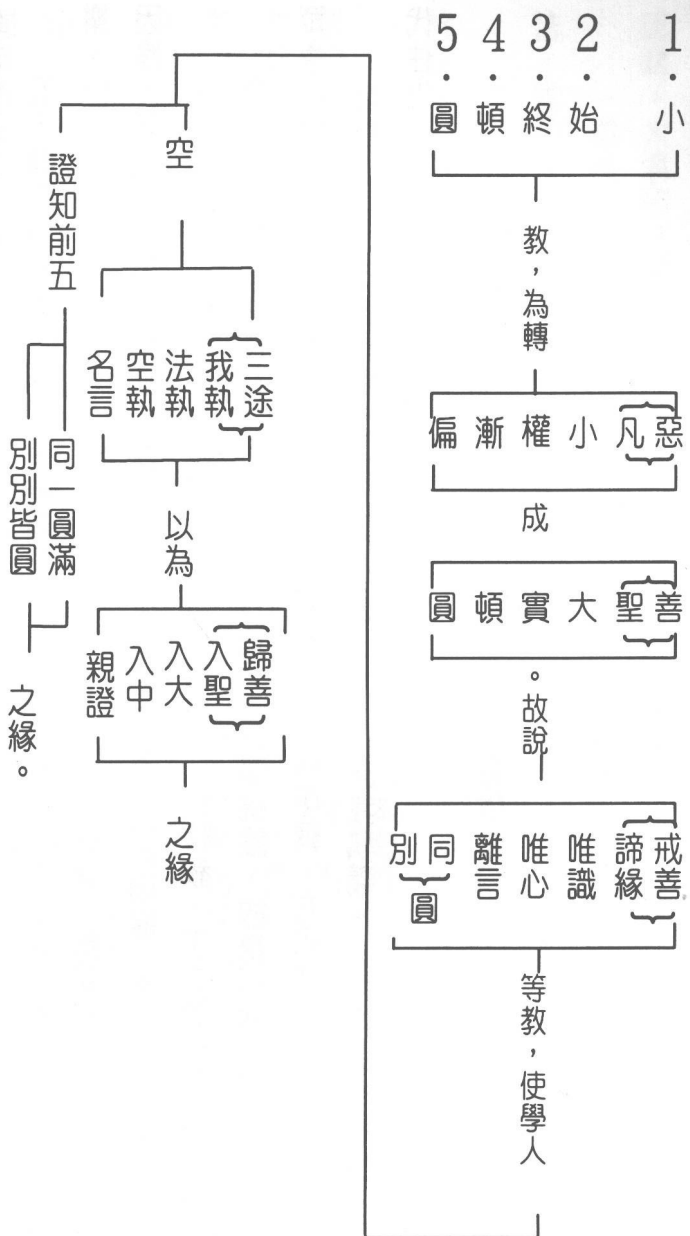 1．小
2．始
3．終
4．頓
5．圓
教，為轉
惡
凡
小
權
漸
偏
成
善
聖
大
實
頓
圓
。故說
戒善
諦緣
唯識
唯心
離言
同
別
圓
等教，使學人
空
三途
我執
法執
空執
名言
以為
歸善
入聖
入大
入中
親證
之緣
證知前五
同一圓滿
別別皆圓
之緣。